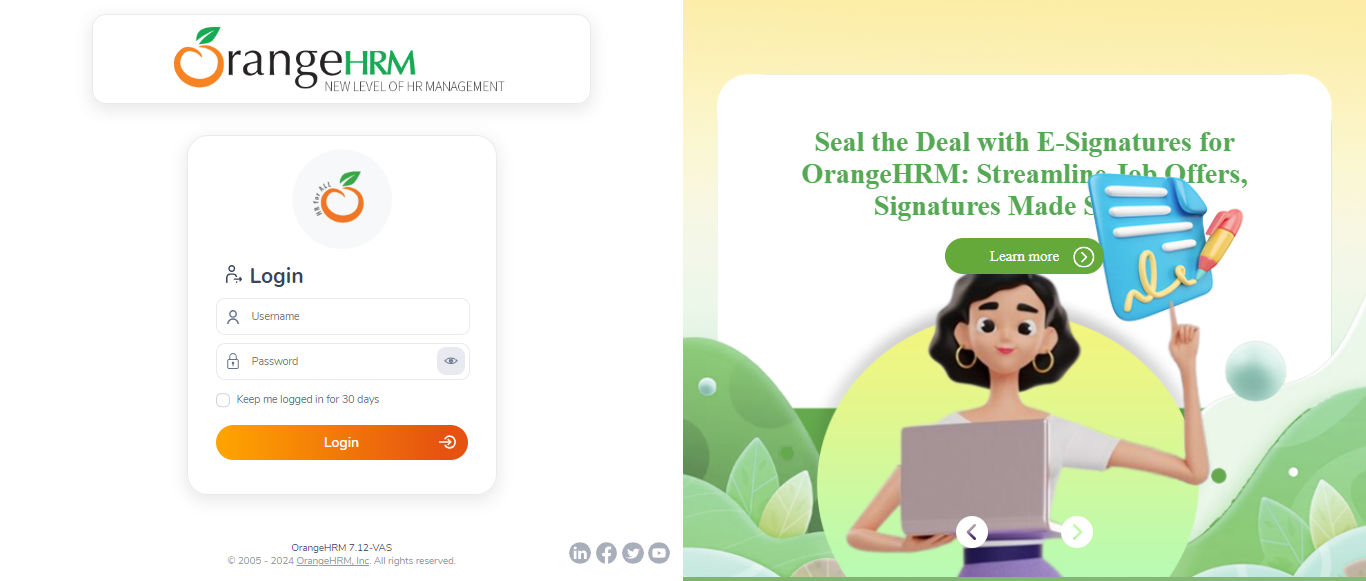 OrangeHRM
NEW LEVEL OF HR MANAGEMENT
HR for ALL
Login
Username
Password
Keep me logged in for 30 days
Login
OrangeHRM 7.12-VAS
© 2005 - 2024 OrangeHRM, Inc. All rights reserved.
Seal the Deal with E-Signatures for
OrangeHRM: Streamline Job Offers,
Signatures Made
Learn more